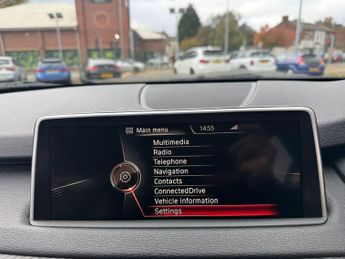 Main menu 14:55
Multimedia
Radio
Telephone
Navigation
Contacts
ConnectedDrive
Vehicle information
Settings